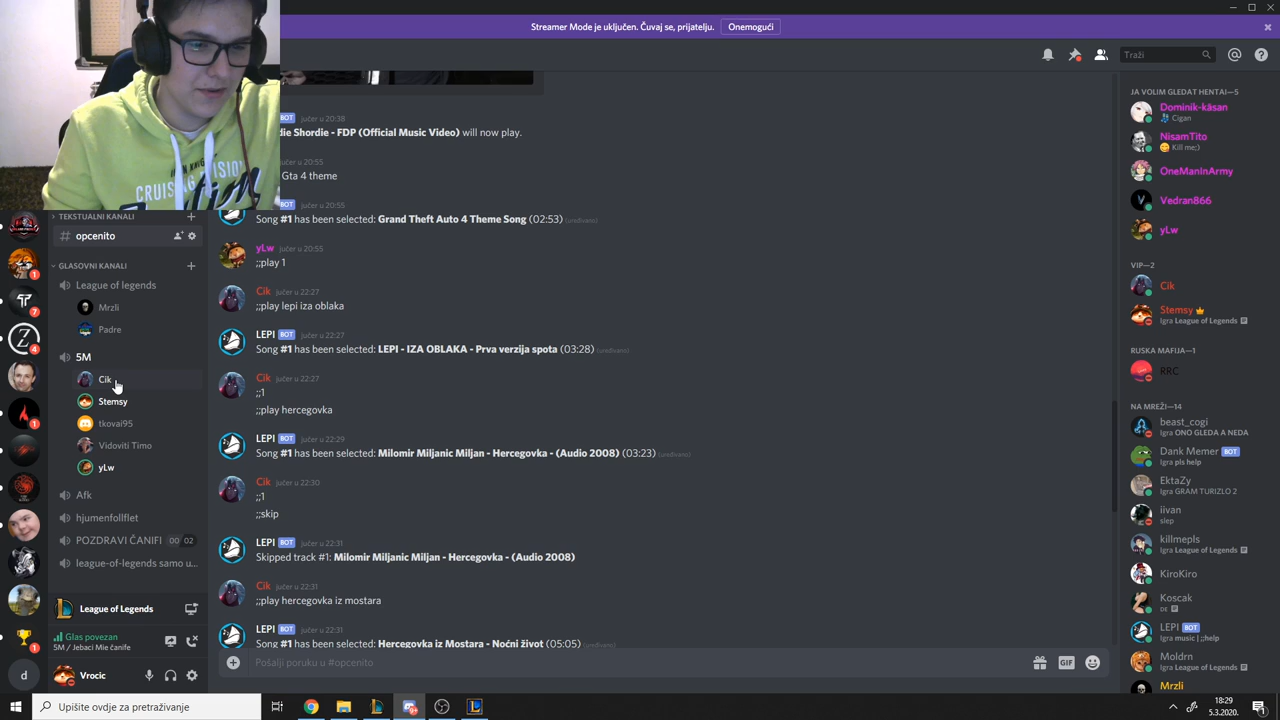 Streamer Mode je uključen. Čuvaj se, prijatelju. Onemogući
Traži
die Shordie - FDP (Official Music Video) will now play.
BOT jučer u 20:38
jučer u 20:55
Gta 4 theme
BOT jučer u 20:55
Song #1 has been selected: Grand Theft Auto 4 Theme Song (02:53) (uređivano)
yLw jučer u 20:55
;;play 1
Cik jučer u 22:27
;;play lepi iza oblaka
LEPI BOT jučer u 22:27
Song #1 has been selected: LEPI - IZA OBLAKA - Prva verzija spota (03:28) (uređivano)
Cik jučer u 22:27
;;1
;;play hercegovka
LEPI BOT jučer u 22:29
Song #1 has been selected: Milomir Miljanic Miljan - Hercegovka - (Audio 2008) (03:23) (uređivano)
Cik jučer u 22:30
;;1
;;skip
LEPI BOT jučer u 22:31
Skipped track #1: Milomir Miljanic Miljan - Hercegovka - (Audio 2008)
Cik jučer u 22:31
;;play hercegovka iz mostara
LEPI BOT jučer u 22:31
Song #1 has been selected: Hercegovka iz Mostara - Noćni život (05:05) (uređivano)
Pošalji poruku u #opcenito
GIF
TEKSTUALNI KANALI
opcenito
GLASOVNI KANALI
League of legends
Mrzli
Padre
5M
Cik
Stemsy
tkovai95
Vidoviti Timo
yLw
Afk
hjumenfollflet
POZDRAVI ČANIFI 00 02
league-of-legends samo u...
League of Legends
Glas povezan
5M / Jebaci Mie čanife
Vrocic
1
7
4
1
1
d
JA VOLIM GLEDAT HENTAI—5
Dominik-kāsan
Cigan
NisamTito
Kill me;)
OneManInArmy
Vedran866
yLw
VIP—2
Cik
Stemsy
Igra League of Legends
RUSKA MAFIJA—1
RRC
NA MREŽI—14
beast_cogi
Igra ONO GLEDA A NEDA
Dank Memer BOT
Igra pls help
EktaZy
Igra GRAM TURIZLO 2
iivan
slep
killmepls
Igra League of Legends
KiroKiro
Koscak
DE
LEPI BOT
Igra music | ;;help
Moldrn
Igra League of Legends
Mrzli
Upišite ovdje za pretraživanje
18:29
5.3.2020.